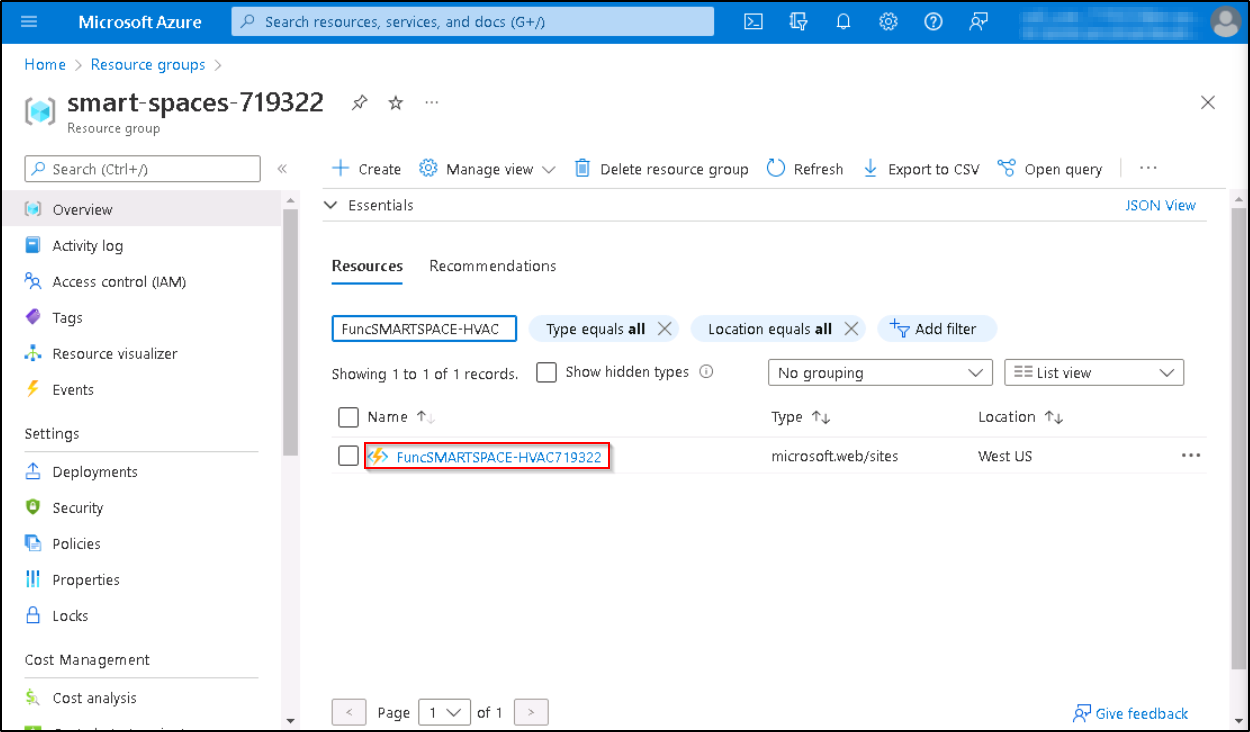 Microsoft Azure
Search resources, services, and docs (G+/)
Home > Resource groups >
smart-spaces-719322
Resource group
Search (Ctrl+/)
Create
Manage view
Delete resource group
Refresh
Export to CSV
Open query
Overview
Essentials
JSON View
Activity log
Access control (IAM)
Tags
Resource visualizer
Events
Settings
Deployments
Security
Policies
Properties
Locks
Cost Management
Cost analysis
Resources
Recommendations
FuncSMARTSPACE-HVAC
Type equals all
Location equals all
Add filter
Showing 1 to 1 of 1 records.
Show hidden types
No grouping
List view
Name
Type
Location
FuncSMARTSPACE-HVAC719322
microsoft.web/sites
West US
< Page 1 of 1 >
Give feedback